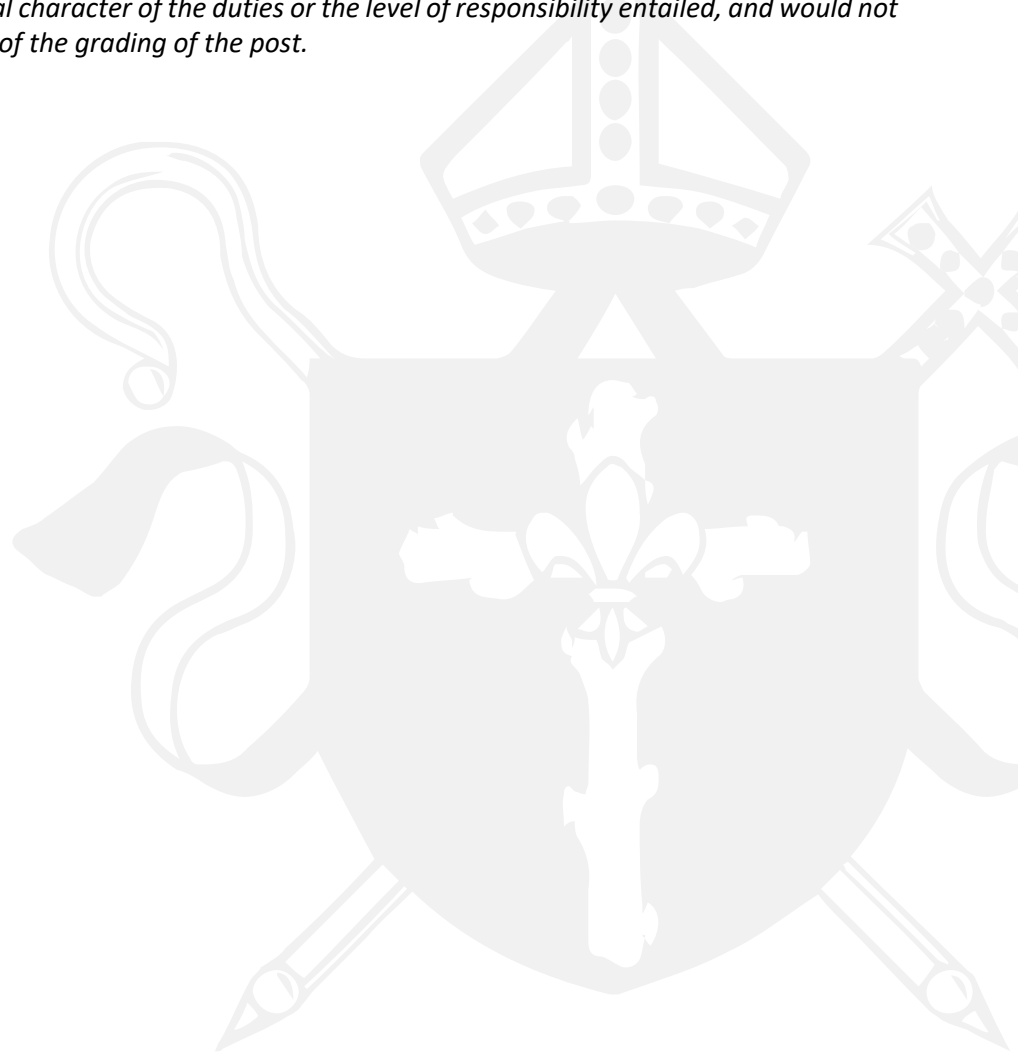 al character of the duties or the level of responsibility entailed, and would not
of the grading of the post.